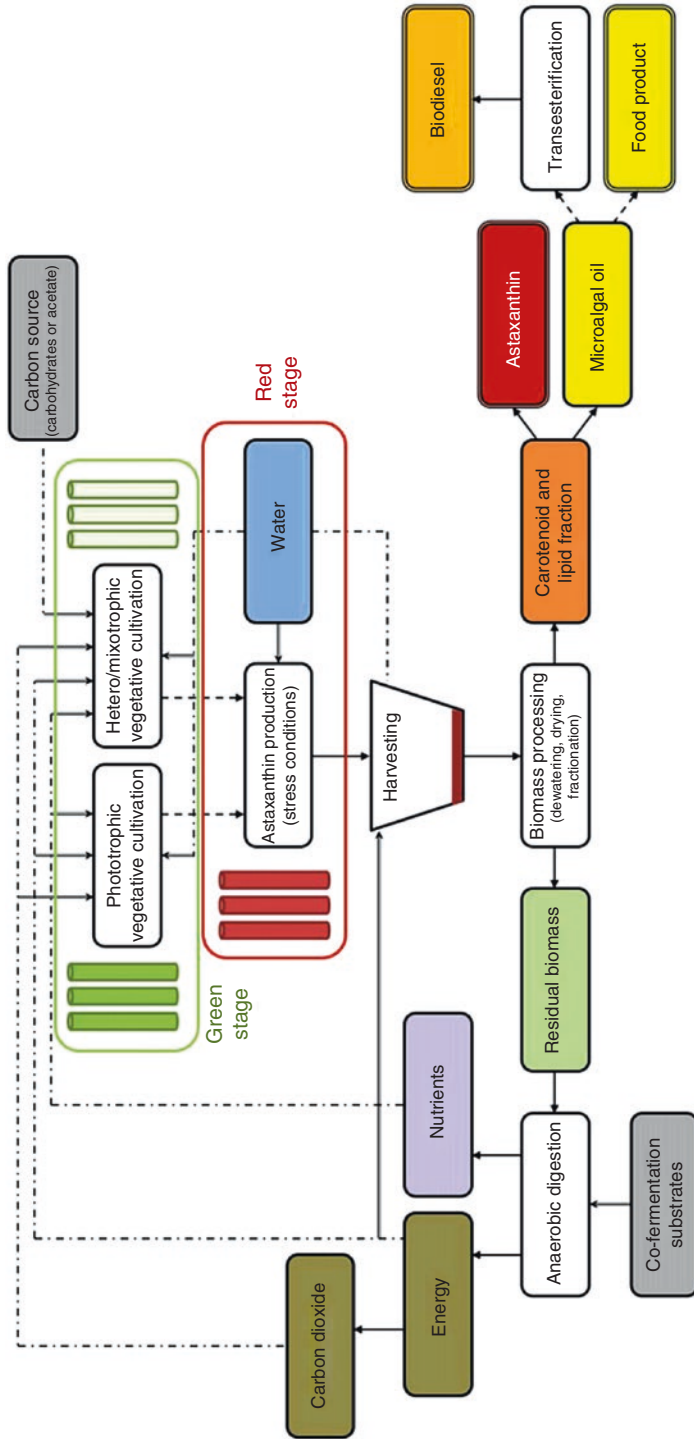 Carbon source
(carbohydrates or acetate)
Phototrophic
vegetative cultivation
Hetero/mixotrophic
vegetative cultivation
Green
stage
Red
stage
Astaxanthin production
(stress conditions)
Water
Carbon dioxide
Energy
Nutrients
Harvesting
Astaxanthin
Biodiesel
Anaerobic digestion
Residual biomass
Biomass processing
(dewatering, drying,
fractionation)
Carotenoid and
lipid fraction
Microalgal oil
Transesterification
Food product
Co-fermentation
substrates